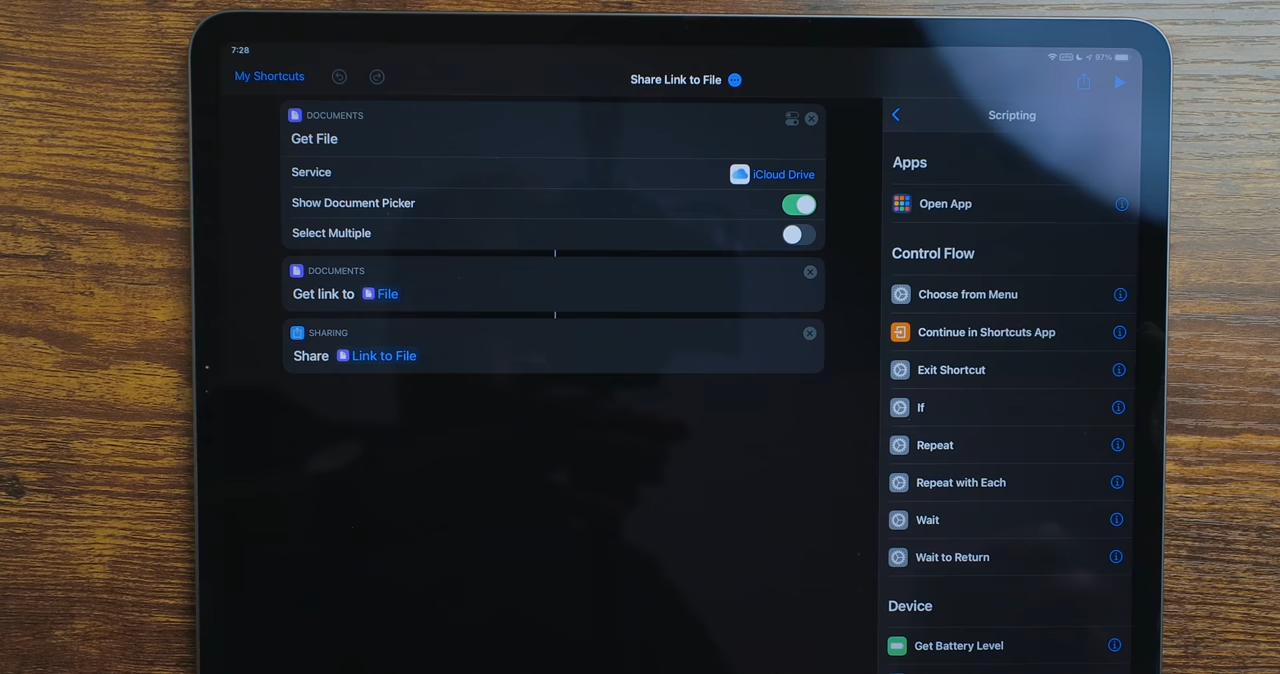 7:28
97%
My Shortcuts
Share Link to File
DOCUMENTS
Get File
Service
iCloud Drive
Show Document Picker
Select Multiple
DOCUMENTS
Get link to File
SHARING
Share Link to File
Scripting
Apps
Open App
Control Flow
Choose from Menu
Continue in Shortcuts App
Exit Shortcut
If
Repeat
Repeat with Each
Wait
Wait to Return
Device
Get Battery Level